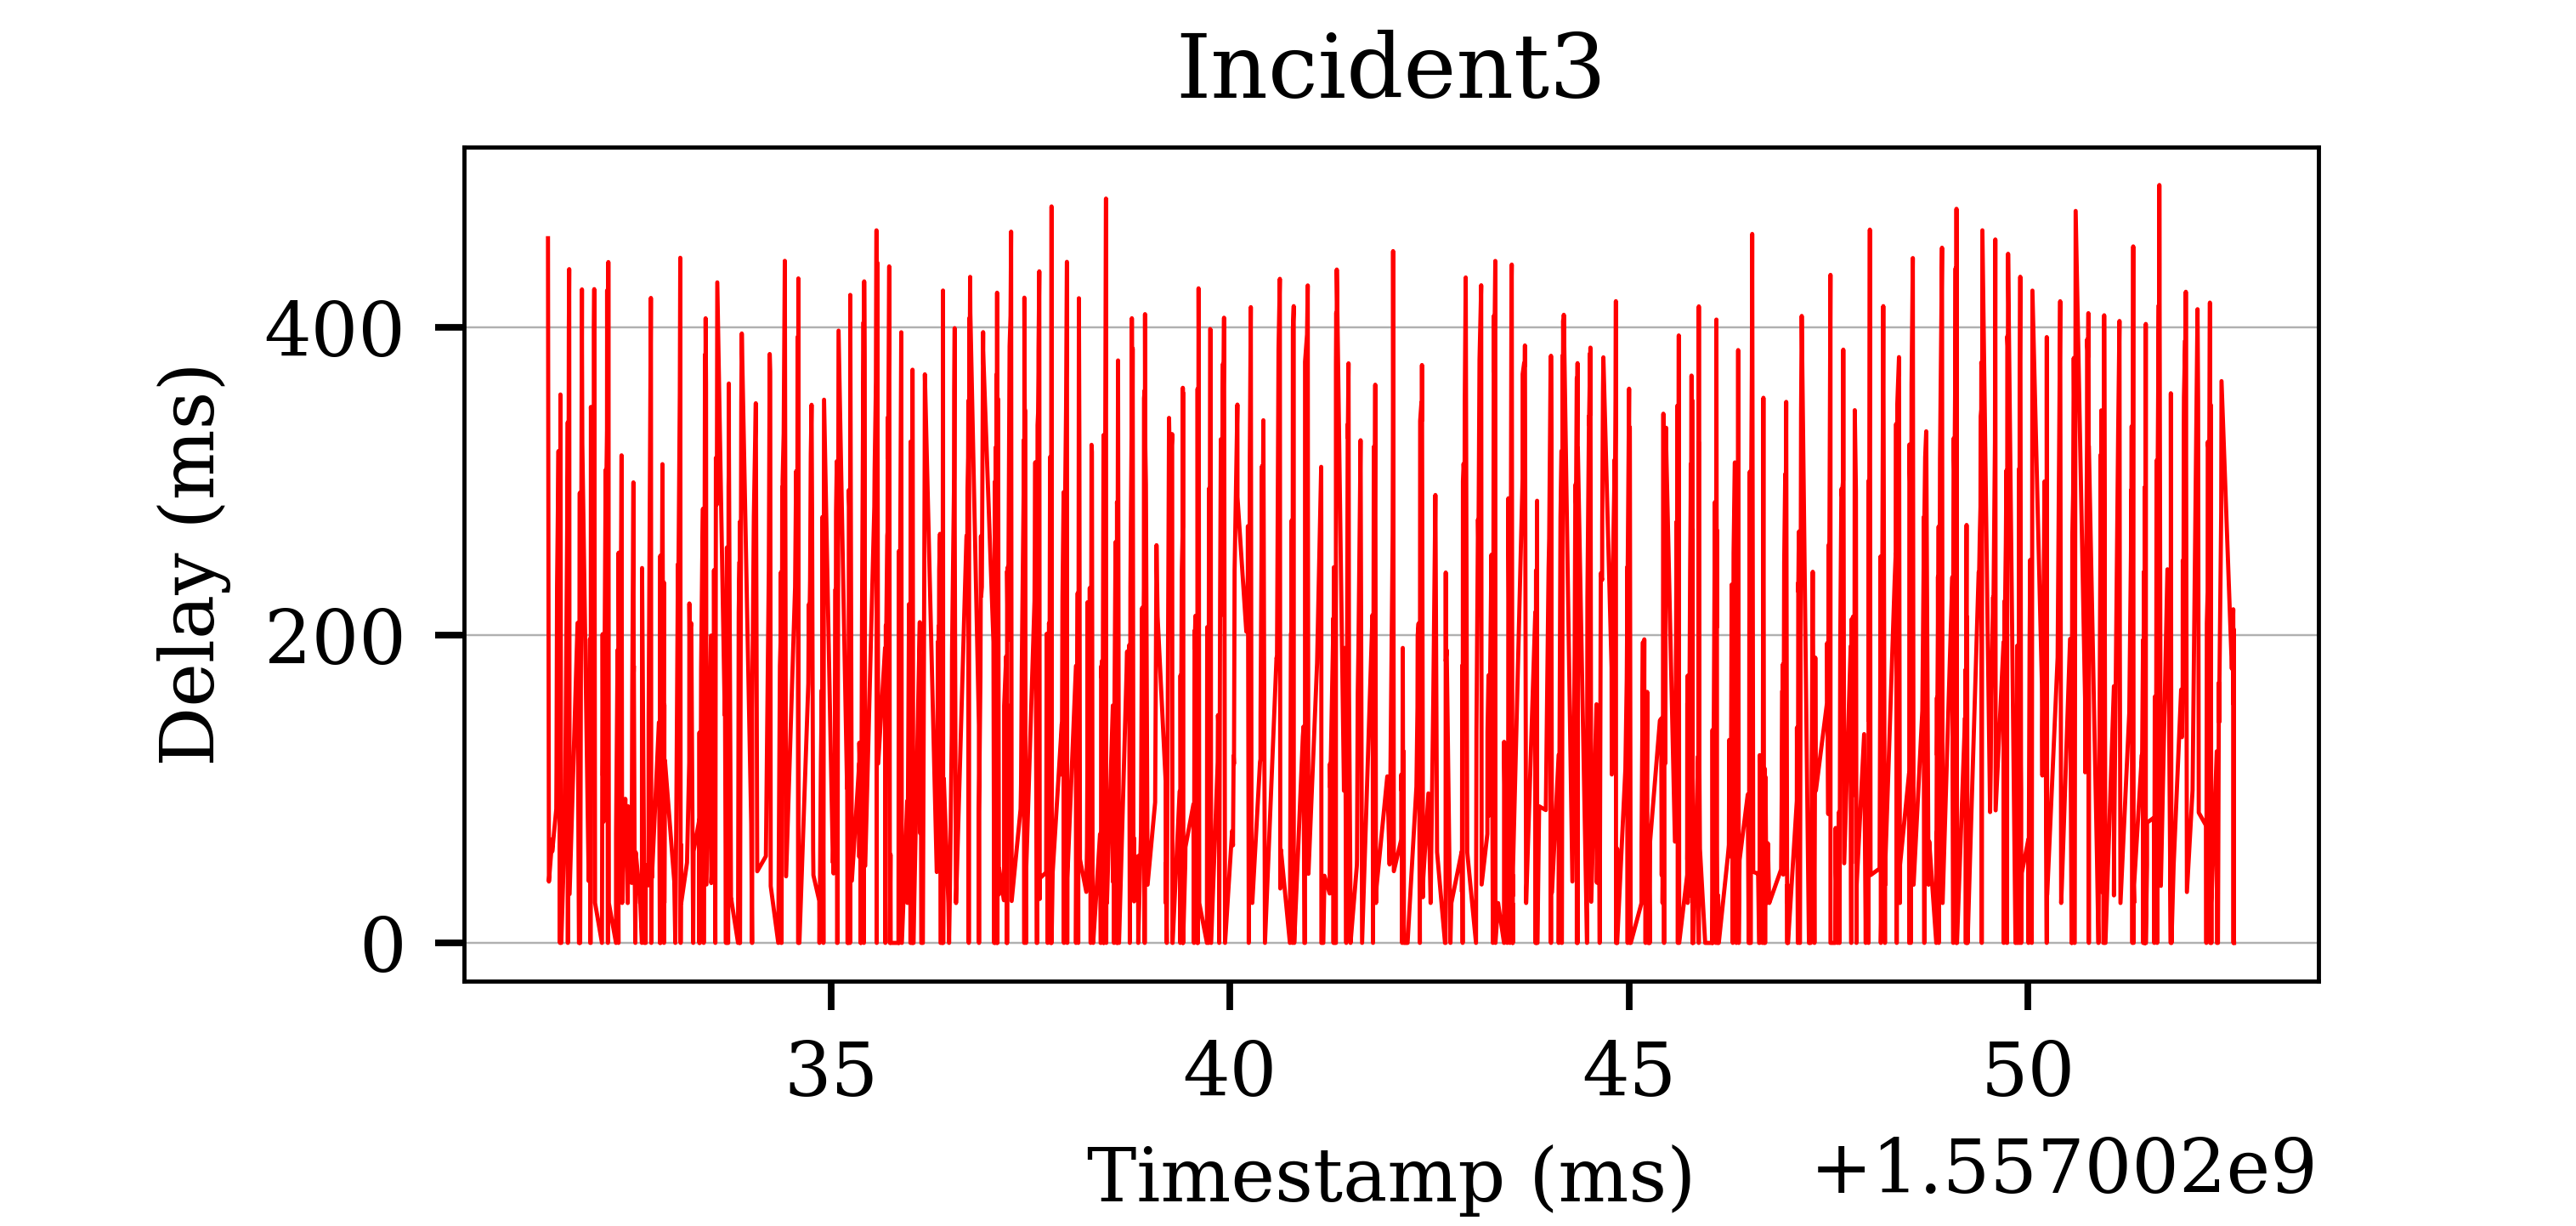 Incident3
Delay (ms)
400
200
0
35 40 45 50
Timestamp (ms)
+1.557002e9